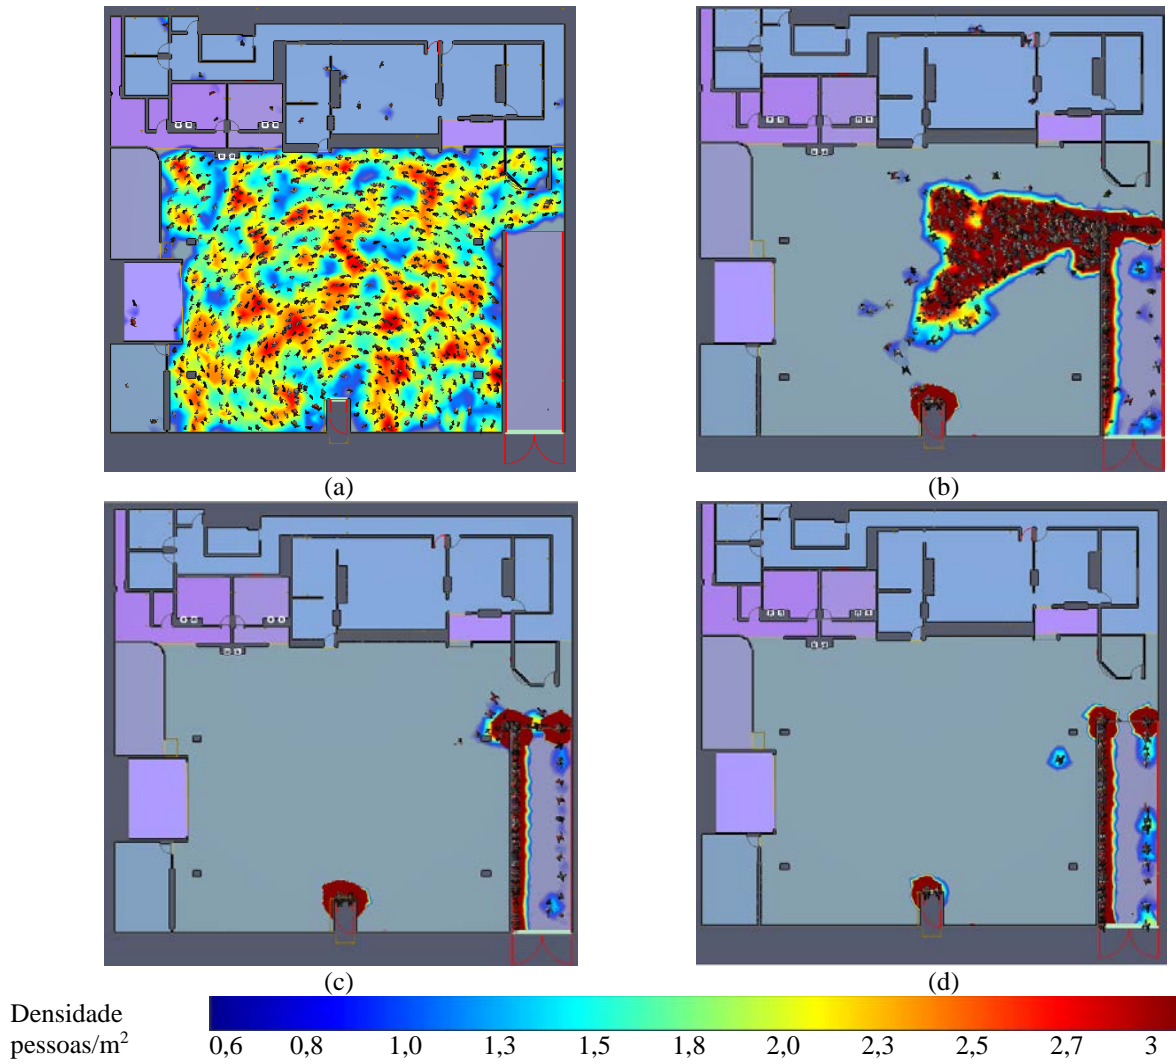 (a)
(b)
(c)
(d)
Densidade
pessoas/m²
0,6 0,8 1,0 1,3 1,5 1,8 2,0 2,3 2,5 2,7 3